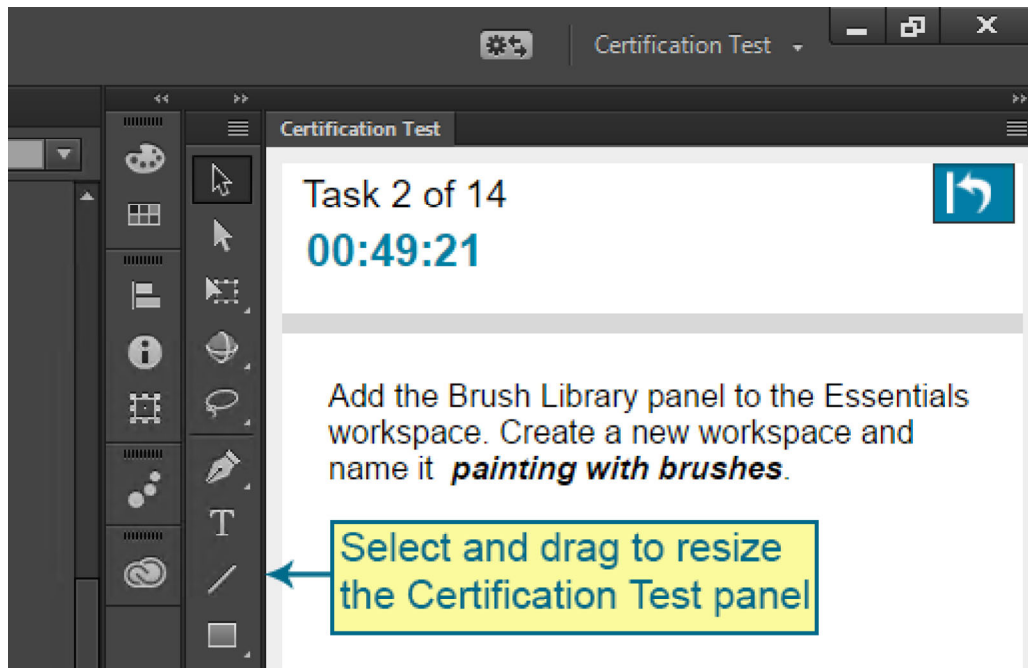 Certification Test
Certification Test
Task 2 of 14
00:49:21
Add the Brush Library panel to the Essentials
workspace. Create a new workspace and
name it painting with brushes.
Select and drag to resize
the Certification Test panel